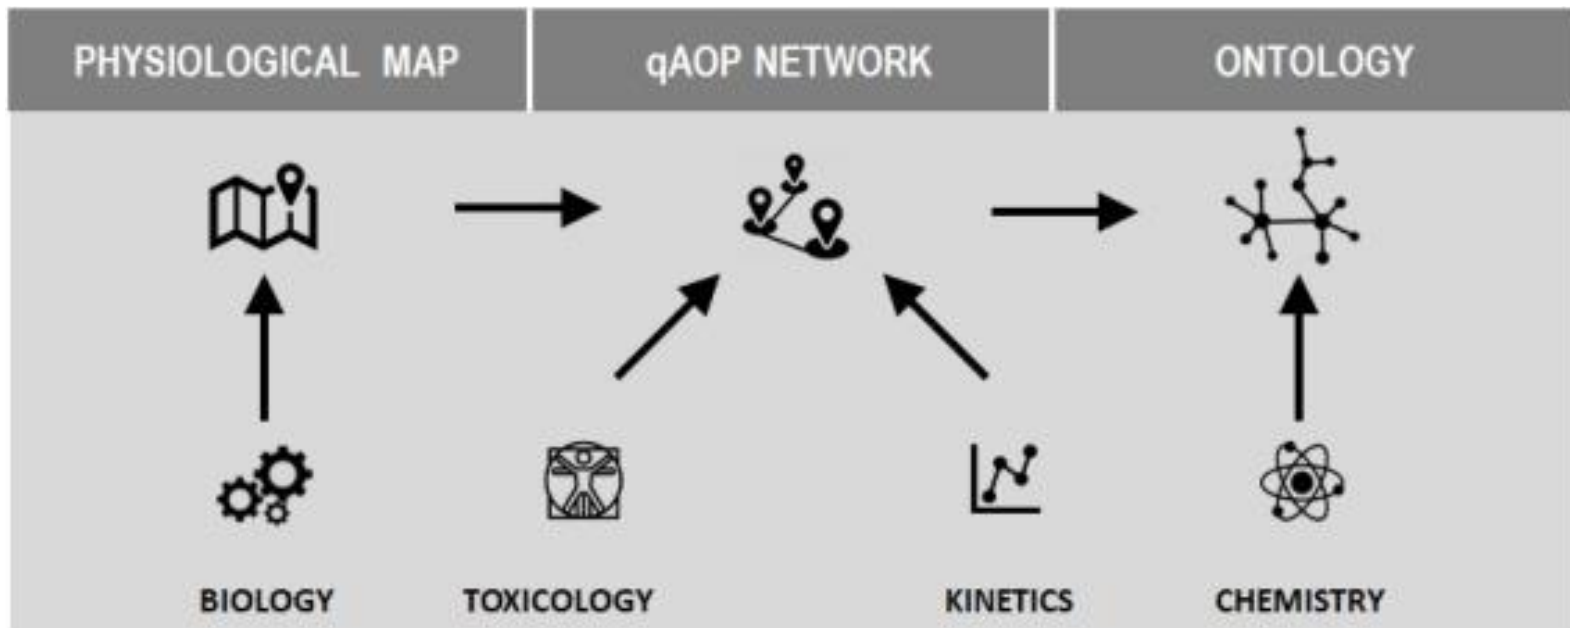 PHYSIOLOGICAL MAP
qAOP NETWORK
ONTOLOGY
BIOLOGY
TOXICOLOGY
KINETICS
CHEMISTRY